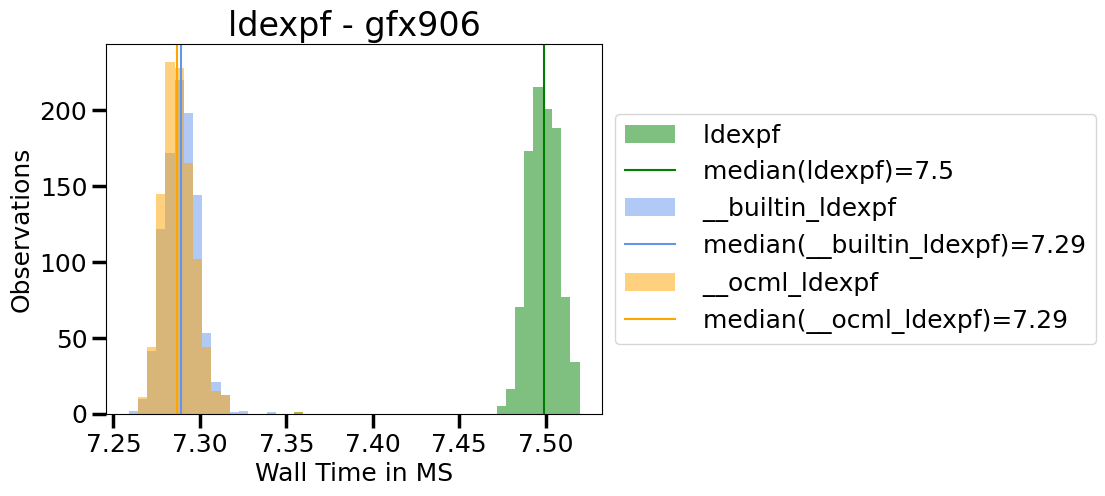 ldexpf - gfx906
Observations
200
150
100
50
0
7.25 7.30 7.35 7.40 7.45 7.50
Wall Time in MS
ldexpf
median(ldexpf)=7.5
__builtin_ldexpf
median(__builtin_ldexpf)=7.29
__ocml_ldexpf
median(__ocml_ldexpf)=7.29